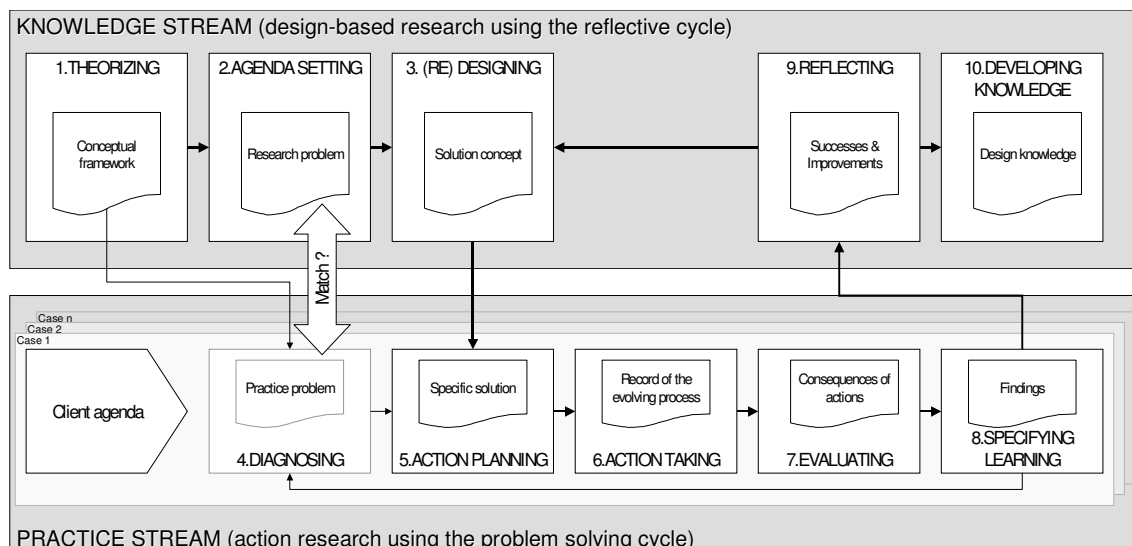 KNOWLEDGE STREAM (design-based research using the reflective cycle)
1.THEORIZING
Conceptual
framework
2.AGENDA SETTING
Research problem
3. (RE) DESIGNING
Solution concept
9.REFLECTING
Successes &
Improvements
10.DEVELOPING
KNOWLEDGE
Design knowledge
Match ?
Case n
Case 2
Case 1
Client agenda
Practice problem
4.DIAGNOSING
Specific solution
5.ACTION PLANNING
Record of the
evolving process
6.ACTION TAKING
Consequences of
actions
7.EVALUATING
Findings
8.SPECIFYING
LEARNING
PRACTICE STREAM (action research using the problem solving cycle)